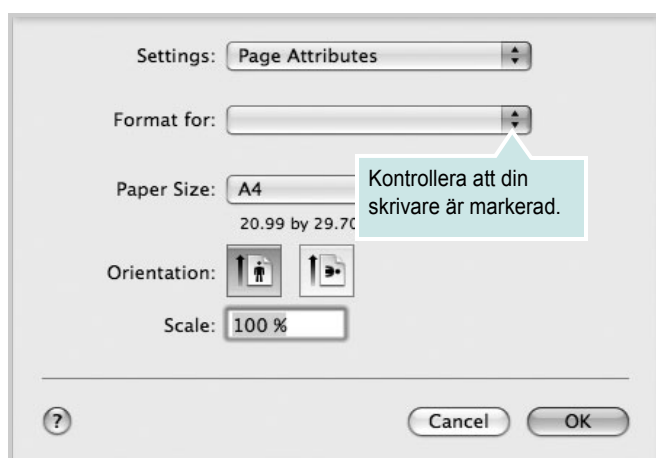 Settings: Page Attributes
Format for:
Paper Size: A4
20.99 by 29.70
Kontrollera att din
skrivare är markerad.
Orientation:
Scale: 100 %
? Cancel OK